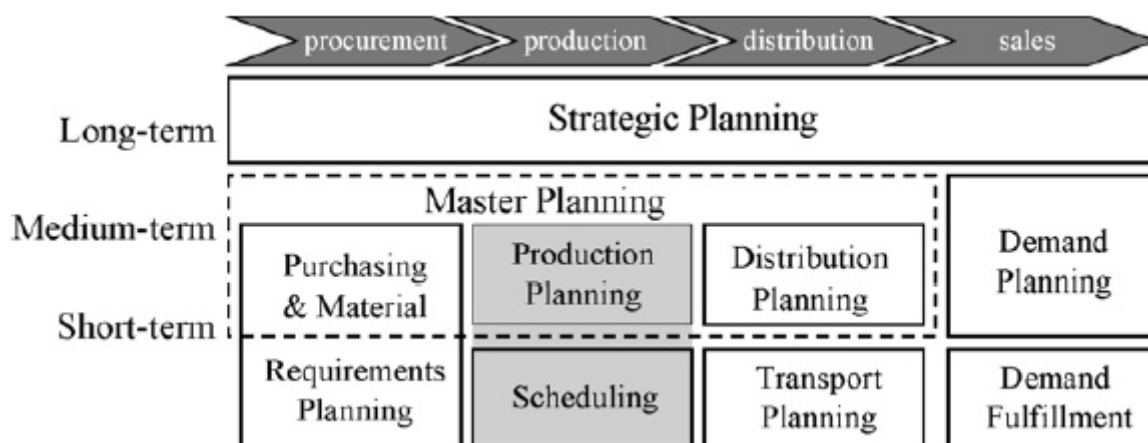 procurement production distribution sales
Long-term
Strategic Planning
Medium-term
Master Planning
Purchasing
& Material
Requirements
Planning
Production
Planning
Distribution
Planning
Demand
Planning
Short-term
Scheduling
Transport
Planning
Demand
Fulfillment